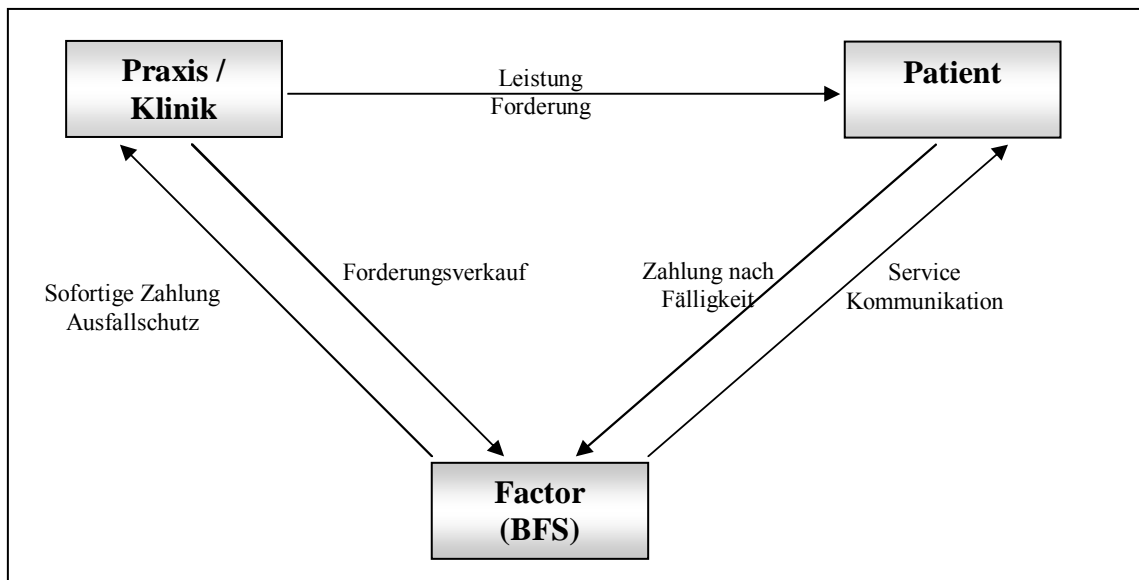 Praxis /
Klinik
Leistung
Forderung
Patient
Sofortige Zahlung
Ausfallschutz
Forderungsverkauf
Zahlung nach
Fälligkeit
Service
Kommunikation
Factor
(BFS)